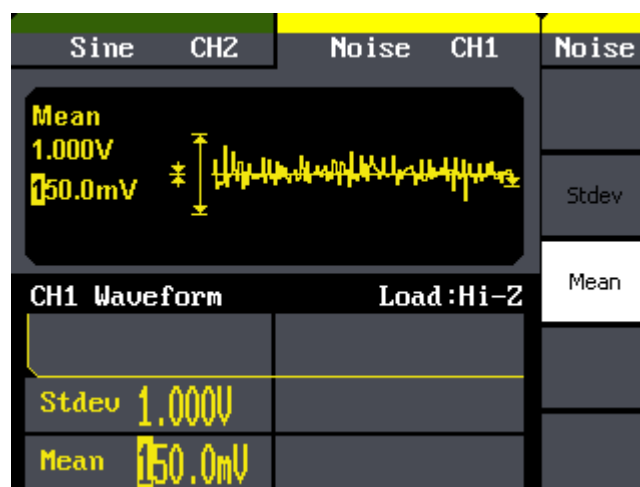 Sine CH2 Noise CH1 Noise
Mean
1.000V
150.0mV
Stdev
Mean
CH1 Waveform Load:Hi-Z
Stdev 1.000V
Mean 150.0mV